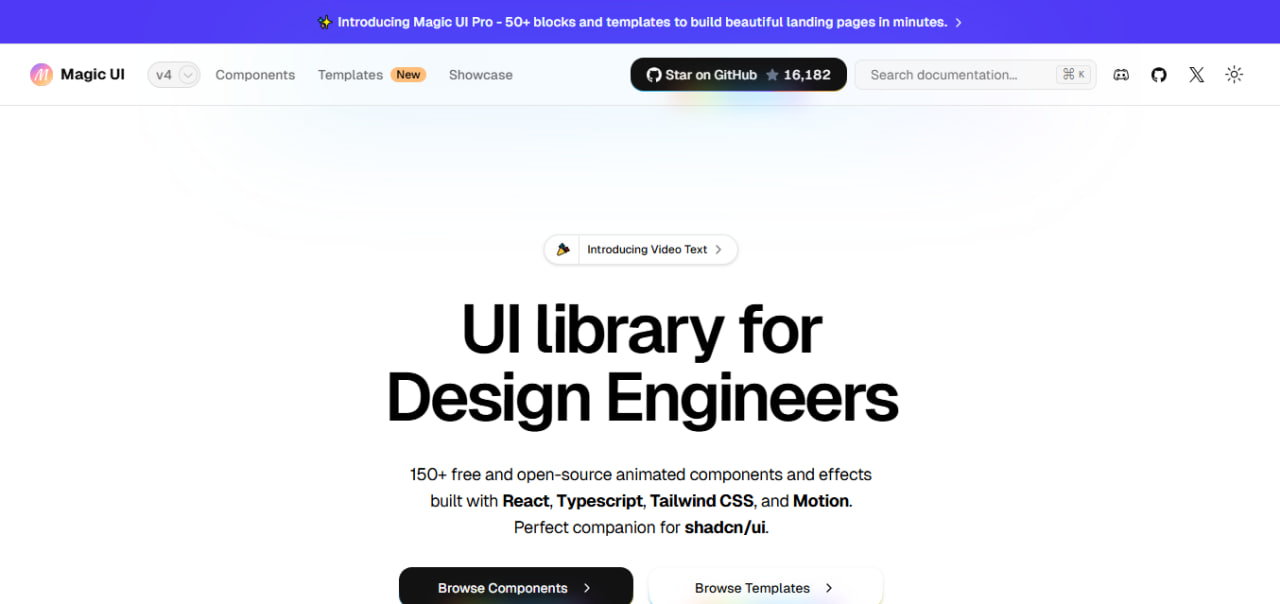 ✨ Introducing Magic UI Pro - 50+ blocks and templates to build beautiful landing pages in minutes.
Magic UI v4 Components Templates New Showcase Star on GitHub 16,182 Search documentation... ⌘ K
Introducing Video Text
UI library for
Design Engineers
150+ free and open-source animated components and effects
built with React, Typescript, Tailwind CSS, and Motion.
Perfect companion for shadcn/ui.
Browse Components Browse Templates